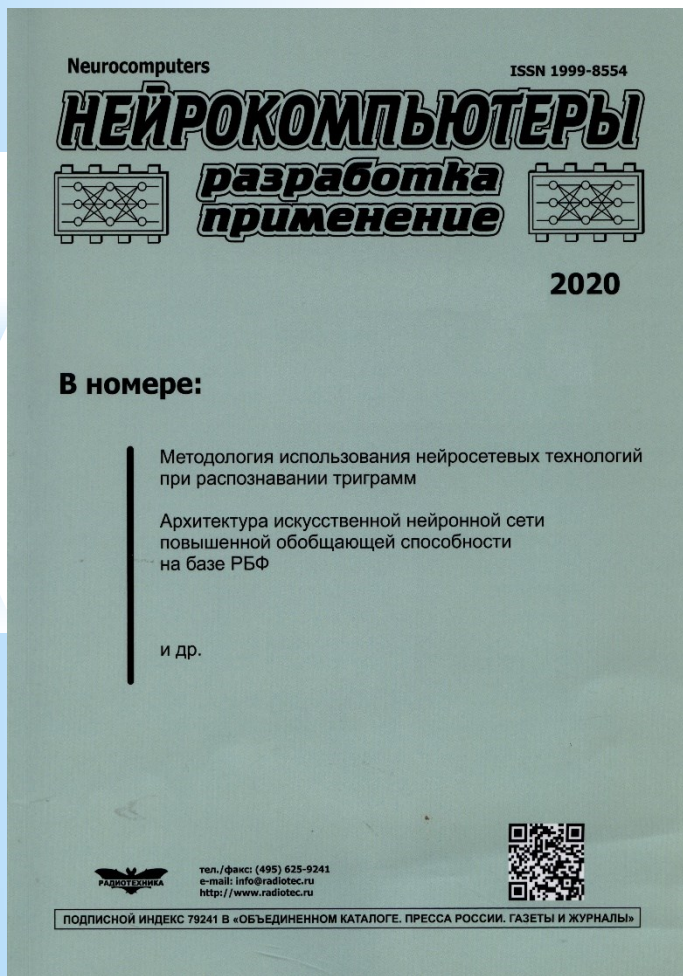 Neurocomputers
ISSN 1999-8554
НЕЙРОКОМПЬЮТЕРЫ
разработка
применение
2020
В номере:
Методология использования нейросетевых технологий
при распознавании триграмм
Архитектура искусственной нейронной сети
повышенной обобщающей способности
на базе РБФ
и др.
РАДИОТЕХНИКА
тел./факс: (495) 625-9241
e-mail: info@radiotec.ru
http://www.radiotec.ru
ПОДПИСНОЙ ИНДЕКС 79241 В «ОБЪЕДИНЕННОМ КАТАЛОГЕ. ПРЕССА РОССИИ. ГАЗЕТЫ И ЖУРНАЛЫ»